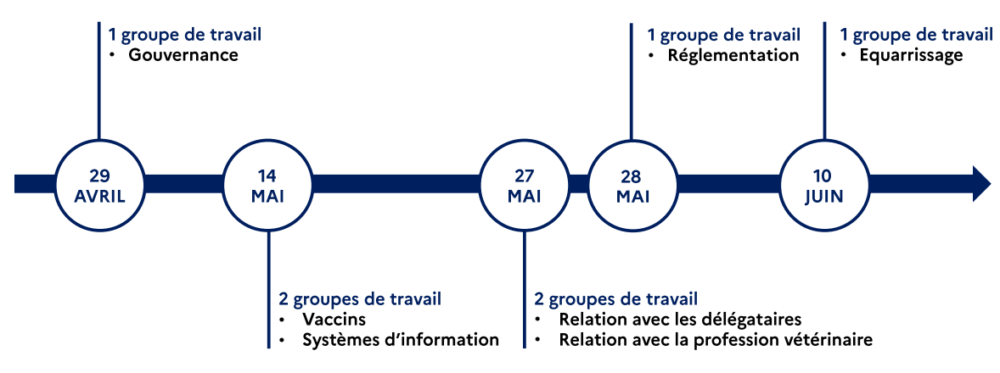 1 groupe de travail
• Gouvernance
1 groupe de travail
• Réglementation
1 groupe de travail
• Equarrissage
29
AVRIL
14
MAI
27
MAI
28
MAI
10
JUIN
2 groupes de travail
• Vaccins
• Systèmes d’information
2 groupes de travail
• Relation avec les délégataires
• Relation avec la profession vétérinaire